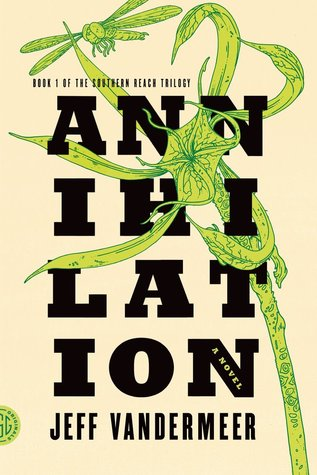 BOOK 1 OF THE SOUTHERN REACH TRILOGY
ANN
IHI
LAT
ION
A NOVEL
JEFF VANDERMEER